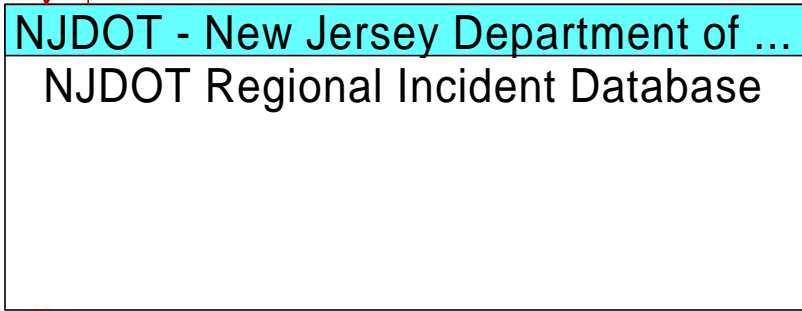 NJDOT - New Jersey Department of ...
NJDOT Regional Incident Database